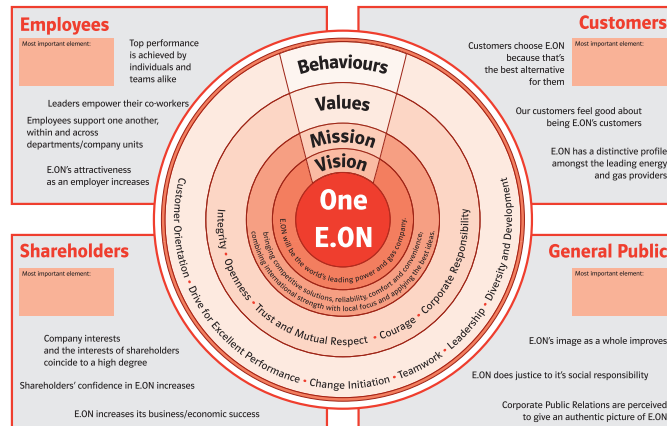 Employees
Most important element:
Top performance
is achieved by
individuals and
teams alike
Leaders empower their co-workers
Employees support one another,
within and across
departments/company units
E.ON's attractiveness
as an employer increases
Customers
Most important element:
Customers choose E.ON
because that's
the best alternative
for them
Our customers feel good about
being E.ON's customers
E.ON has a distinctive profile
amongst the leading energy
and gas providers
Behaviours
Values
Mission
Vision
One
E.ON
E.ON will be the world's leading power and gas company.
bringing competitive solutions, reliability, comfort and convenience;
combining international strength with local focus and applying the best ideas.
Integrity • Openness • Trust and Mutual Respect • Courage • Corporate Responsibility
Customer Orientation • Drive for Excellent Performance • Change Initiation • Teamwork • Leadership • Diversity and Development
Shareholders
Most important element:
Company interests
and the interests of shareholders
coincide to a high degree
Shareholders' confidence in E.ON increases
E.ON increases its business/economic success
General Public
Most important element:
E.ON's image as a whole improves
E.ON does justice to it's social responsibility
Corporate Public Relations are perceived
to give an authentic picture of E.ON